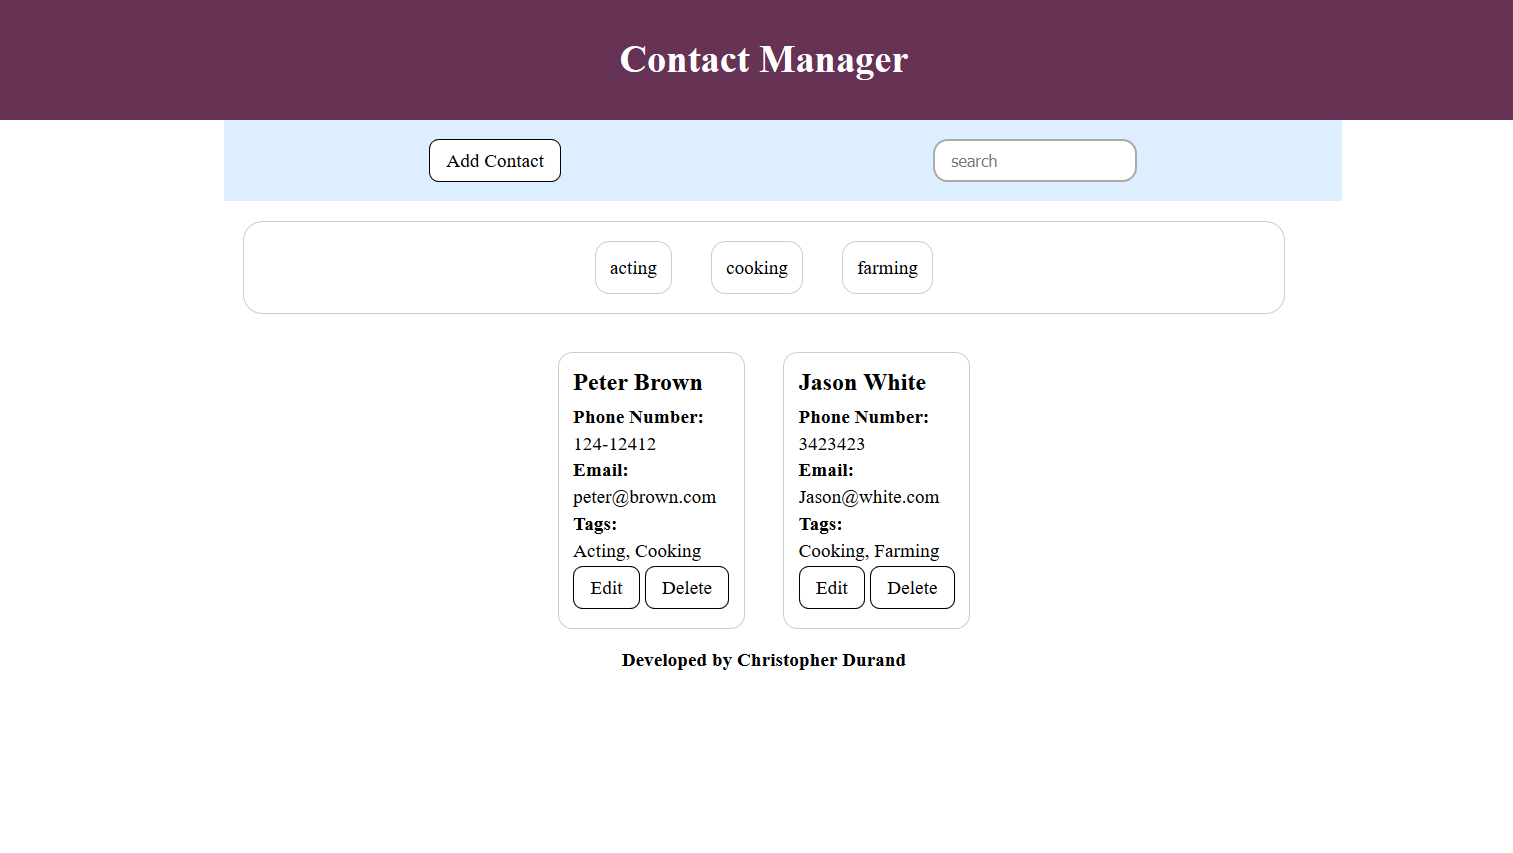 Contact Manager
Add Contact
search
acting
cooking
farming
Peter Brown
Phone Number:
124-12412
Email:
peter@brown.com
Tags:
Acting, Cooking
Edit
Delete
Jason White
Phone Number:
3423423
Email:
Jason@white.com
Tags:
Cooking, Farming
Edit
Delete
Developed by Christopher Durand